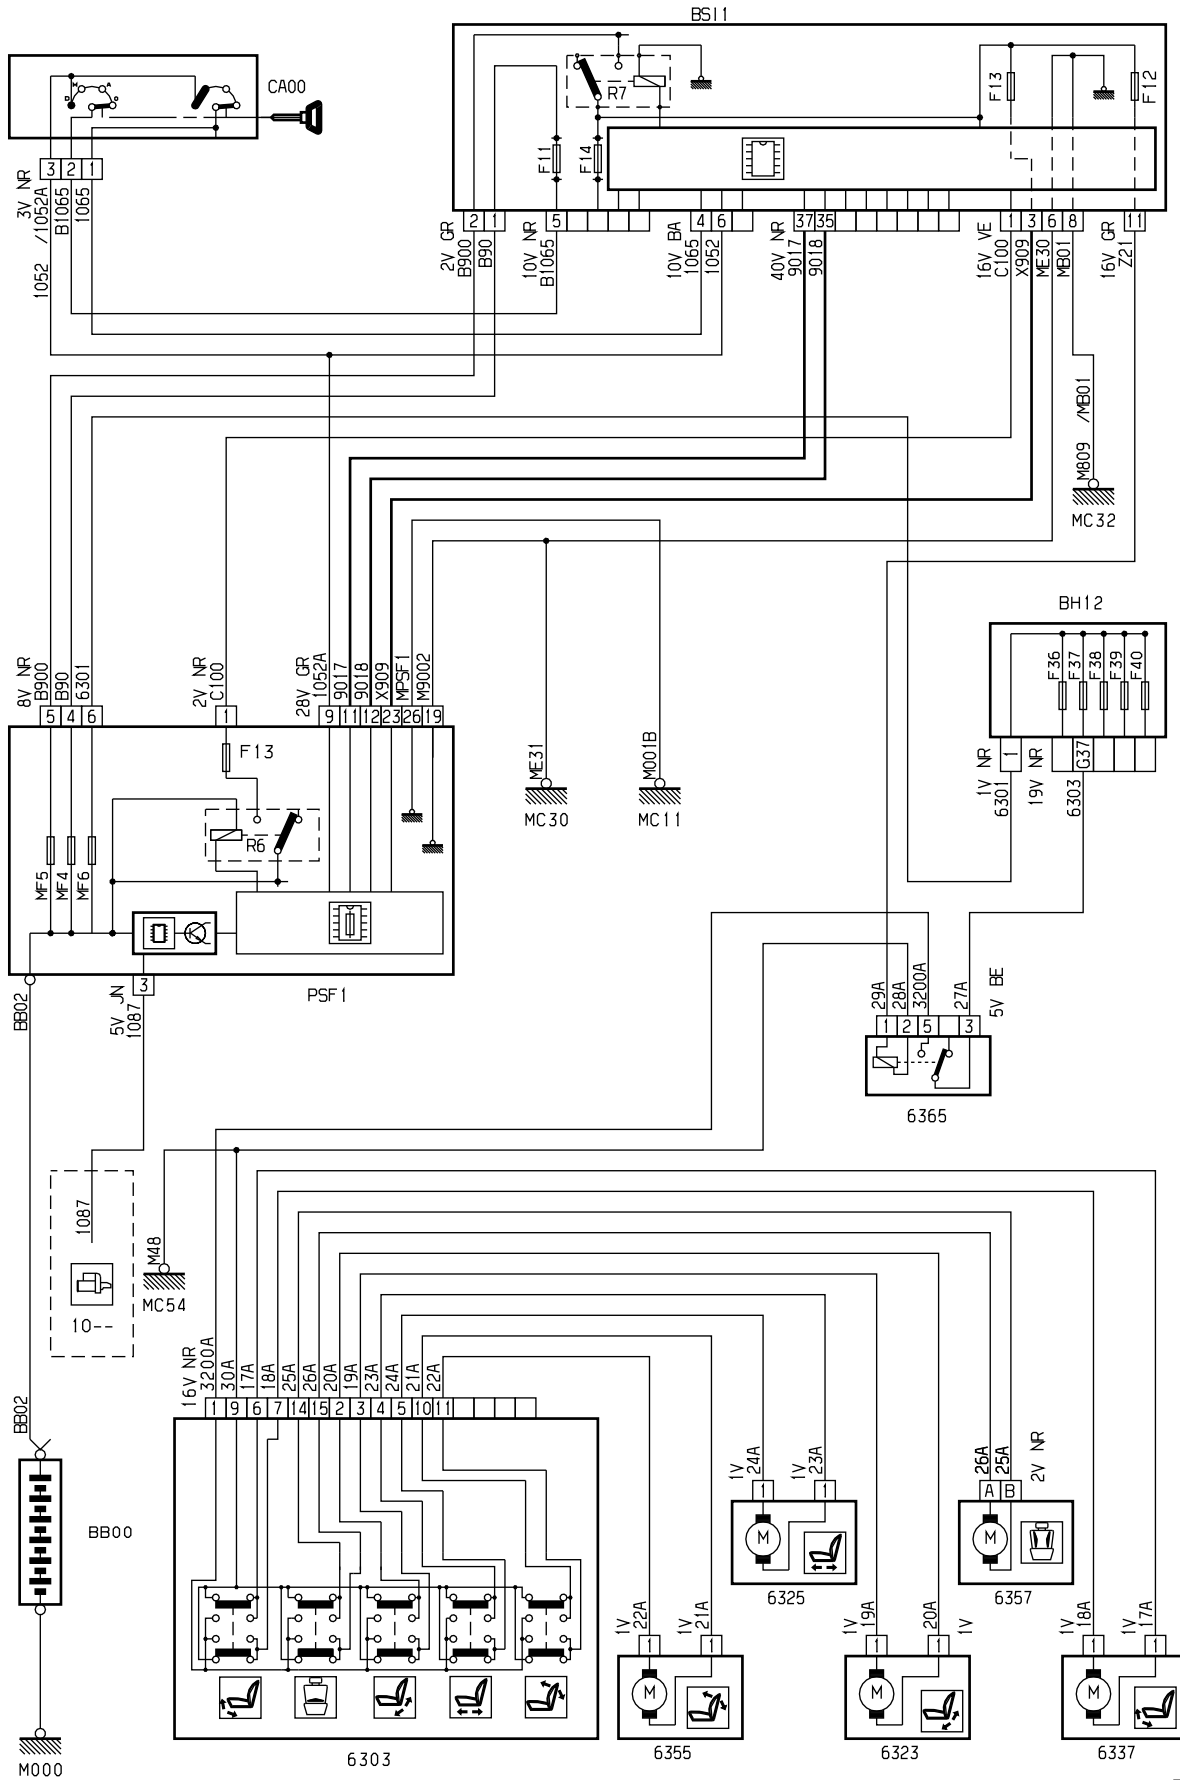 BSI1
CA00
M A
D O
3 2 1
3V NR
1052 /1052A
B1065
1065
R7
F11
F14
F13
F12
2 1 5 4 6 37 35 1 3 6 8 11
2V GR
B900
B90
10V NR
B1065
10V BA
1065
1052
40V NR
9017
9018
16V VE
C100
X909
ME30
MB01
16V GR
Z21
M809 /MB01
MC32
BH12
F36
F37
F38
F39
F40
1 G37
1V NR
6301
19V NR
6303
8V NR
B900
B90
6301
2V NR
C100
28V GR
1052A
9017
9018
X909
MPSF1
M9002
5 4 6 1 9 11 12 23 26 19
F13
R6
MF5
MF4
MF6
ME31
MC30
M001B
MC11
3
PSF1
BB02
5V JN
1087
29A
28A
3200A
27A
5V BE
1 2 5 3
6365
1087
10--
M48
MC54
16V NR
3200A
30A
17A
18A
25A
26A
20A
19A
23A
24A
21A
22A
1 9 6 7 14 15 2 3 4 5 10 11
BB02
BB00
M000
6303
1V
24A
1V
23A
1 1
M
6325
26A
25A
2V NR
A B
M
6357
1V
22A
1V
21A
1 1
M
6355
1V
19A
20A
1V
1 1
M
6323
1V
18A
1V
17A
1 1
M
6337